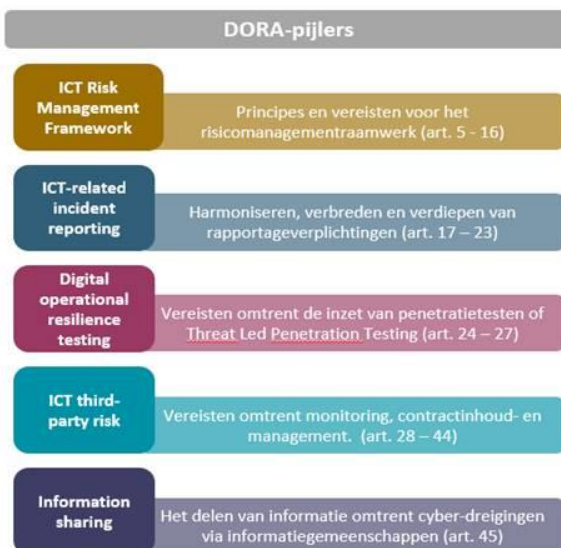 DORA-pijlers
ICT Risk
Management
Framework
Principes en vereisten voor het
risicomanagementraamwerk (art. 5 - 16)
ICT-related
incident
reporting
Harmoniseren, verbreden en verdiepen van
rapportageverplichtingen (art. 17 – 23)
Digital
operational
resilience
testing
Vereisten omtrent de inzet van penetratietesten of
Threat Led Penetration Testing (art. 24 – 27)
ICT third-
party risk
Vereisten omtrent monitoring, contractinhoud- en
management. (art. 28 – 44)
Information
sharing
Het delen van informatie omtrent cyber-dreigingen
via informatiegemeenschappen (art. 45)